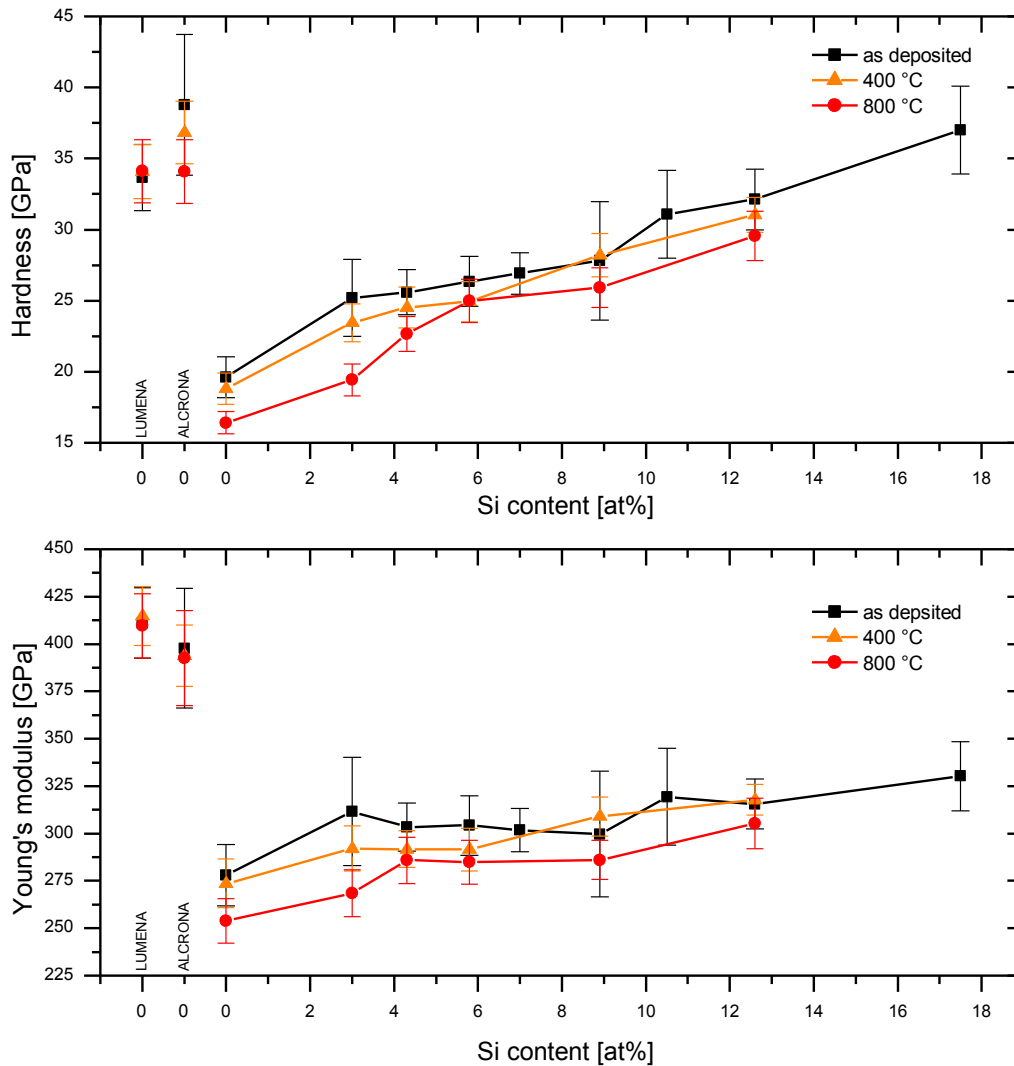 45
40
35
30
25
20
15
Hardness [GPa]
as deposited
400 °C
800 °C
LUMENA
ALCRONA
0 0 0 2 4 6 8 10 12 14 16 18
Si content [at%]
450
425
400
375
350
325
300
275
250
225
Young's modulus [GPa]
as depsited
400 °C
800 °C
LUMENA
ALCRONA
0 0 0 2 4 6 8 10 12 14 16 18
Si content [at%]